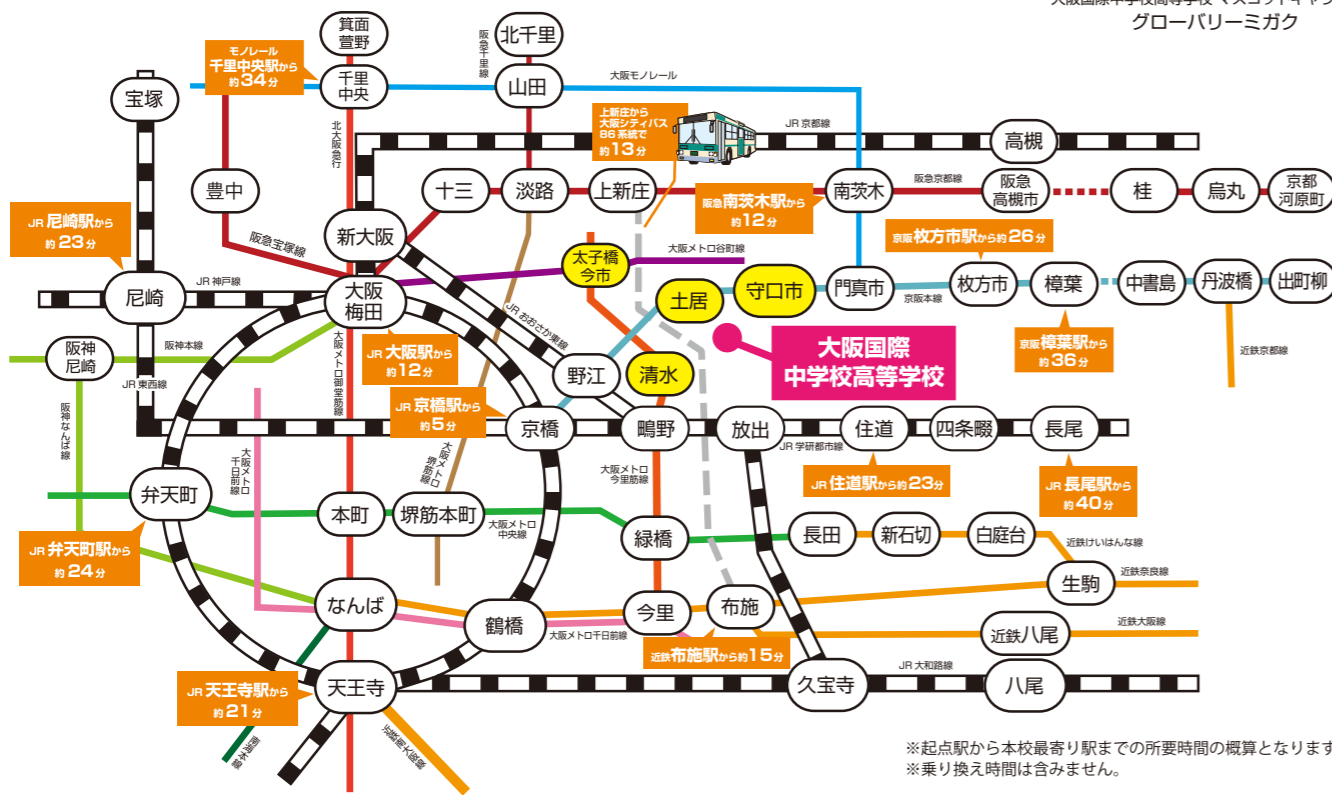 グローバリーミガク
箕面
萱野
阪急千里線
北千里
モノレール
千里中央駅から
約34分
千里
中央
山田
大阪モノレール
宝塚
北大阪急行
上新庄から
大阪シティバス
86系統で
約13分
JR 京都線
高槻
豊中
十三
淡路
上新庄
阪急南茨木駅から
約12分
南茨木
阪急京都線
阪急
高槻市
桂
烏丸
京都
河原町
JR 尼崎駅から
約23分
阪急宝塚線
新大阪
太子橋
今市
大阪メトロ谷町線
京阪枚方市駅から約26分
尼崎
JR 神戸線
大阪
梅田
JR おおさか東線
土居
守口市
門真市
京阪本線
枚方市
樟葉
中書島
丹波橋
出町柳
阪神
尼崎
阪神本線
大阪メトロ御堂筋線
JR 大阪駅から
約12分
野江
清水
大阪国際
中学校高等学校
京阪樟葉駅から
約36分
近鉄京都線
JR 東西線
阪神なんば線
JR 京橋駅から
約5分
京橋
鴫野
放出
JR 学研都市線
住道
四条畷
長尾
大阪メトロ
千日前線
大阪メトロ
堺筋線
大阪メトロ
今里筋線
JR 住道駅から約23分
JR 長尾駅から
約40分
弁天町
本町
堺筋本町
大阪メトロ
中央線
緑橋
長田
新石切
白庭台
近鉄けいはんな線
JR 弁天町駅から
約24分
生駒
近鉄奈良線
なんば
鶴橋
大阪メトロ千日前線
今里
布施
近鉄布施駅から約15分
近鉄八尾
近鉄大阪線
JR 天王寺駅から
約21分
天王寺
久宝寺
JR 大和路線
八尾
南海本線
近鉄南大阪線
※起点駅から本校最寄り駅までの所要時間の概算となります
※乗り換え時間は含みません。